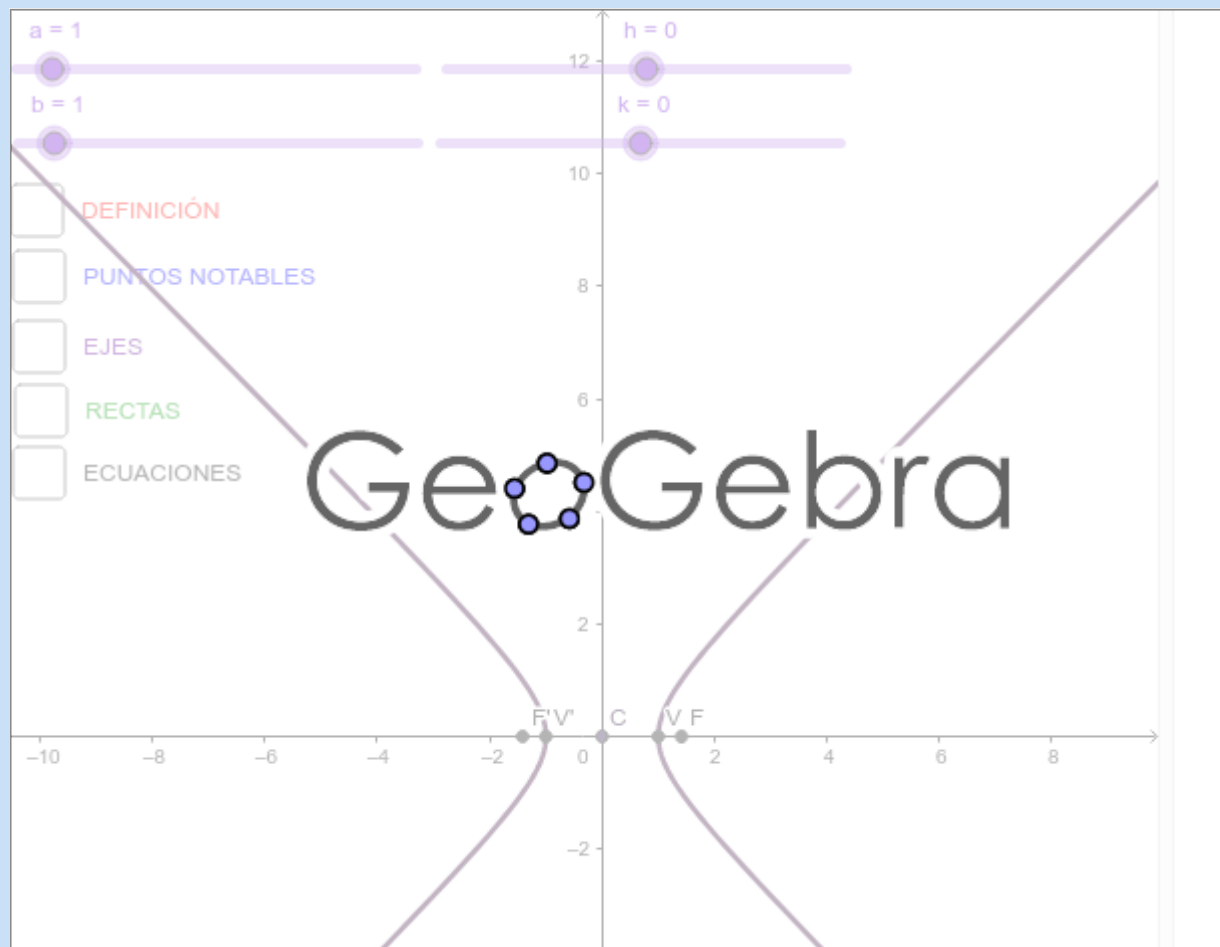 a = 1
h = 0
b = 1
k = 0
12
10
8
6
2
–2
DEFINICIÓN
PUNTOS NOTABLES
EJES
RECTAS
ECUACIONES
GeoGebra
F' V' C V F
–10 –8 –6 –4 –2 0 2 4 6 8